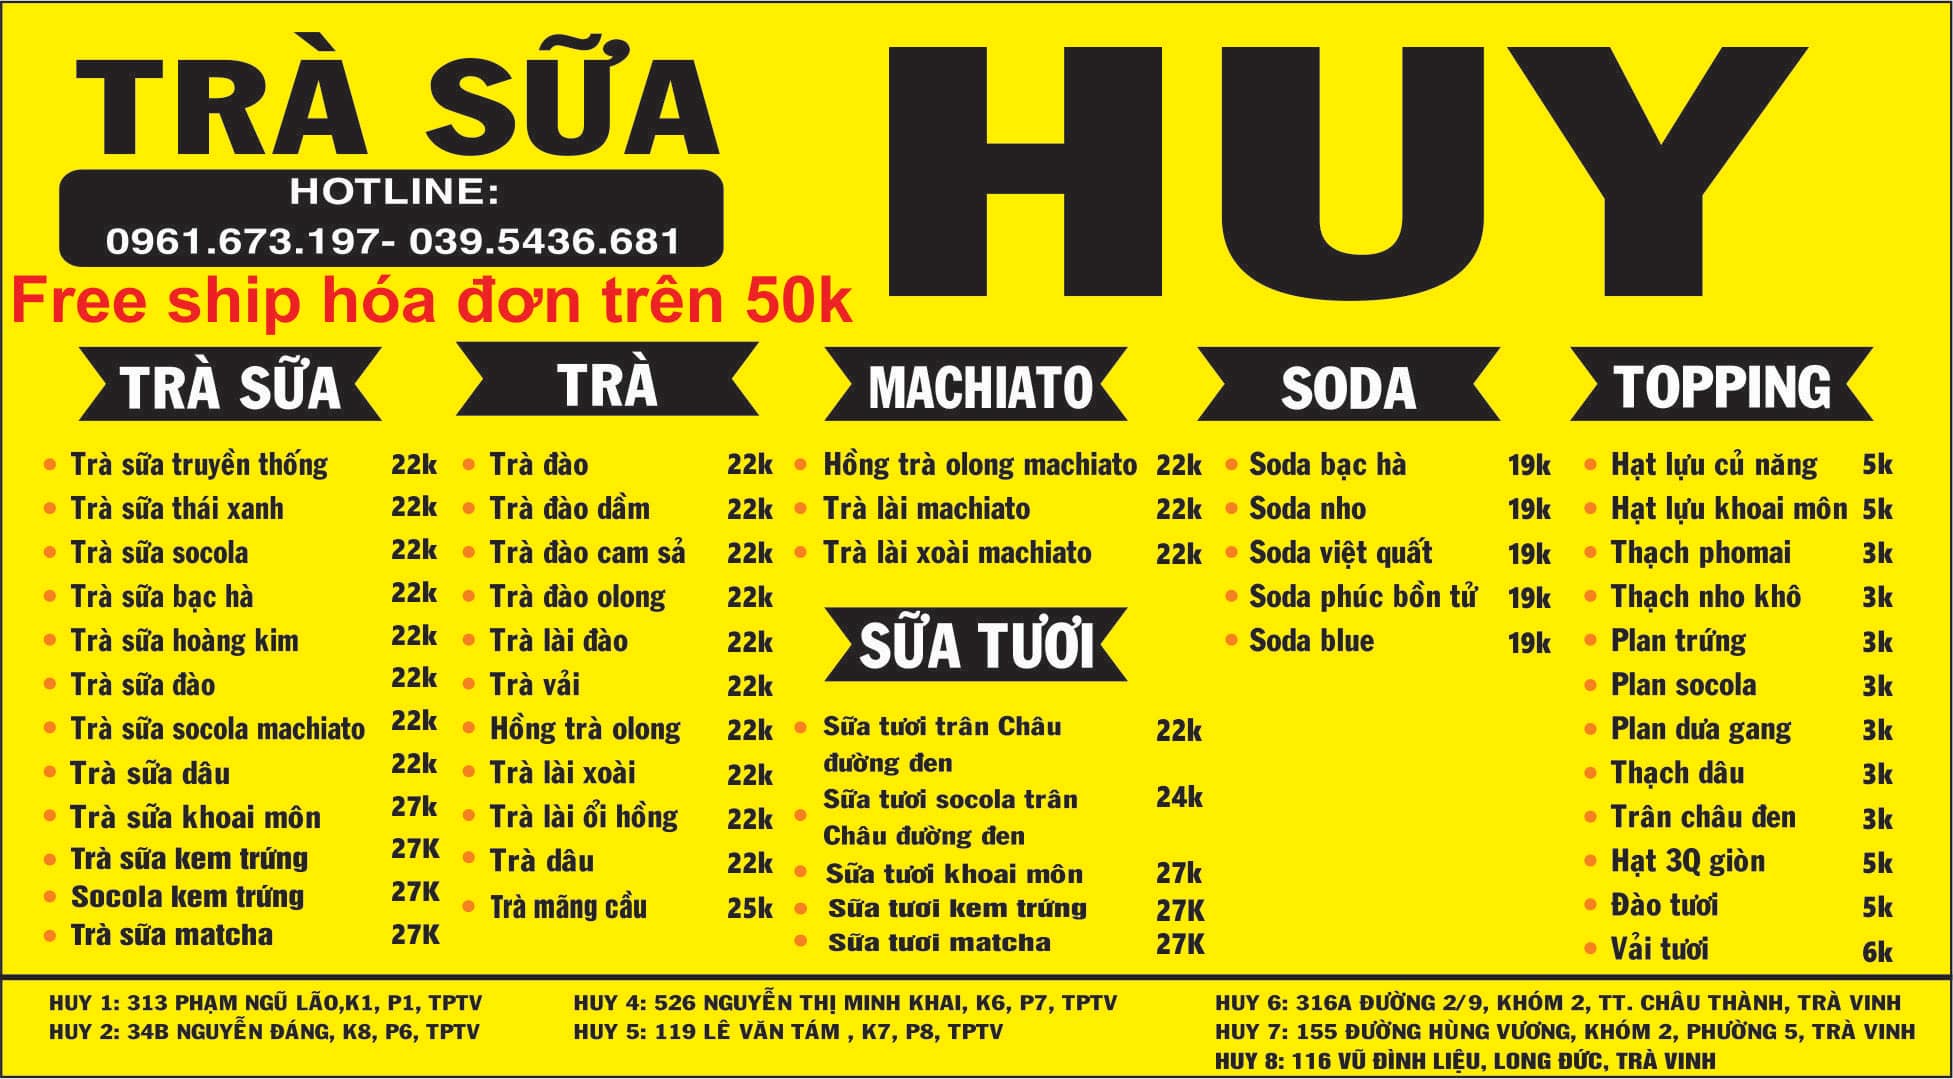 TRÀ SỮA
HUY
HOTLINE:
0961.673.197- 039.5436.681
Free ship hóa đơn trên 50k
TRÀ SỮA
Trà sữa truyền thống 22k
Trà sữa thái xanh 22k
Trà sữa socola 22k
Trà sữa bạc hà 22k
Trà sữa hoàng kim 22k
Trà sữa đào 22k
Trà sữa socola machiato 22k
Trà sữa dâu 22k
Trà sữa khoai môn 27k
Trà sữa kem trứng 27K
Socola kem trứng 27K
Trà sữa matcha 27K
TRÀ
Trà đào 22k
Trà đào dầm 22k
Trà đào cam sả 22k
Trà đào olong 22k
Trà lài đào 22k
Trà vải 22k
Hồng trà olong 22k
Trà lài xoài 22k
Trà lài ổi hồng 22k
Trà dâu 22k
Trà mãng cầu 25k
MACHIATO
Hồng trà olong machiato 22k
Trà lài machiato 22k
Trà lài xoài machiato 22k
SỮA TƯƠI
Sữa tươi trân Châu 22k
đường đen
Sữa tươi socola trân 24k
Châu đường đen
Sữa tươi khoai môn 27k
Sữa tươi kem trứng 27K
Sữa tươi matcha 27K
SODA
Soda bạc hà 19k
Soda nho 19k
Soda việt quất 19k
Soda phúc bồn tử 19k
Soda blue 19k
TOPPING
Hạt lựu củ năng 5k
Hạt lựu khoai môn 5k
Thạch phomai 3k
Thạch nho khô 3k
Plan trứng 3k
Plan socola 3k
Plan dưa gang 3k
Thạch dâu 3k
Trân châu đen 3k
Hạt 3Q giòn 5k
Đào tươi 5k
Vải tươi 6k
HUY 1: 313 PHẠM NGŨ LÃO,K1, P1, TPTV
HUY 2: 34B NGUYỄN ĐÁNG, K8, P6, TPTV
HUY 4: 526 NGUYỄN THỊ MINH KHAI, K6, P7, TPTV
HUY 5: 119 LÊ VĂN TÁM , K7, P8, TPTV
HUY 6: 316A ĐƯỜNG 2/9, KHÓM 2, TT. CHÂU THÀNH, TRÀ VINH
HUY 7: 155 ĐƯỜNG HÙNG VƯƠNG, KHÓM 2, PHƯỜNG 5, TRÀ VINH
HUY 8: 116 VŨ ĐÌNH LIỆU, LONG ĐỨC, TRÀ VINH